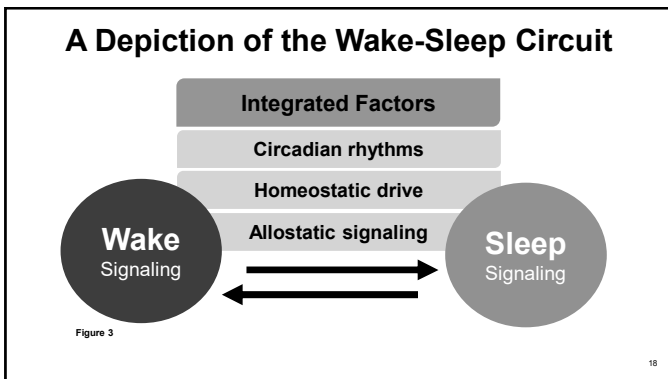 A Depiction of the Wake-Sleep Circuit
Integrated Factors
Circadian rhythms
Homeostatic drive
Allostatic signaling
Wake
Signaling
Sleep
Signaling
Figure 3
18